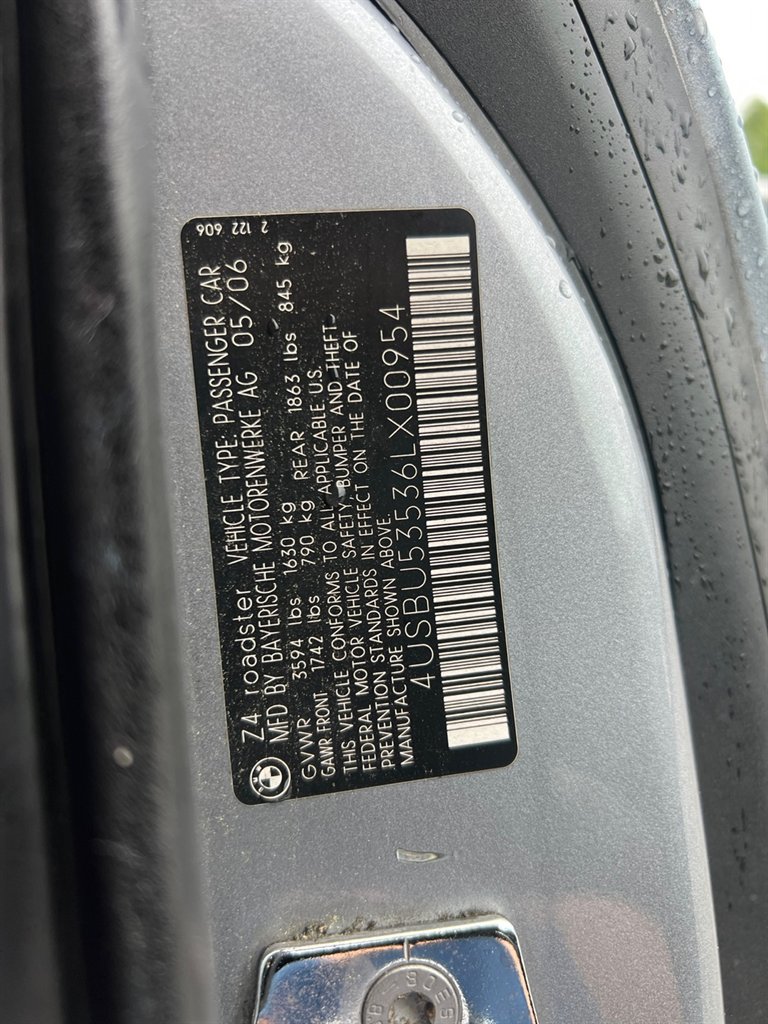 2 122 606
Z4 roadster VEHICLE TYPE: PASSENGER CAR
MFD BY BAYERISCHE MOTORENWERKE AG 05/06
GVWR 3594 lbs 1630 kg
GAWR FRONT 1742 lbs 790 kg REAR 1863 lbs 845 kg
THIS VEHICLE CONFORMS TO ALL APPLICABLE U.S.
FEDERAL MOTOR VEHICLE SAFETY, BUMPER AND THEFT
PREVENTION STANDARDS IN EFFECT ON THE DATE OF
MANUFACTURE SHOWN ABOVE.
4USBU53536LX00954